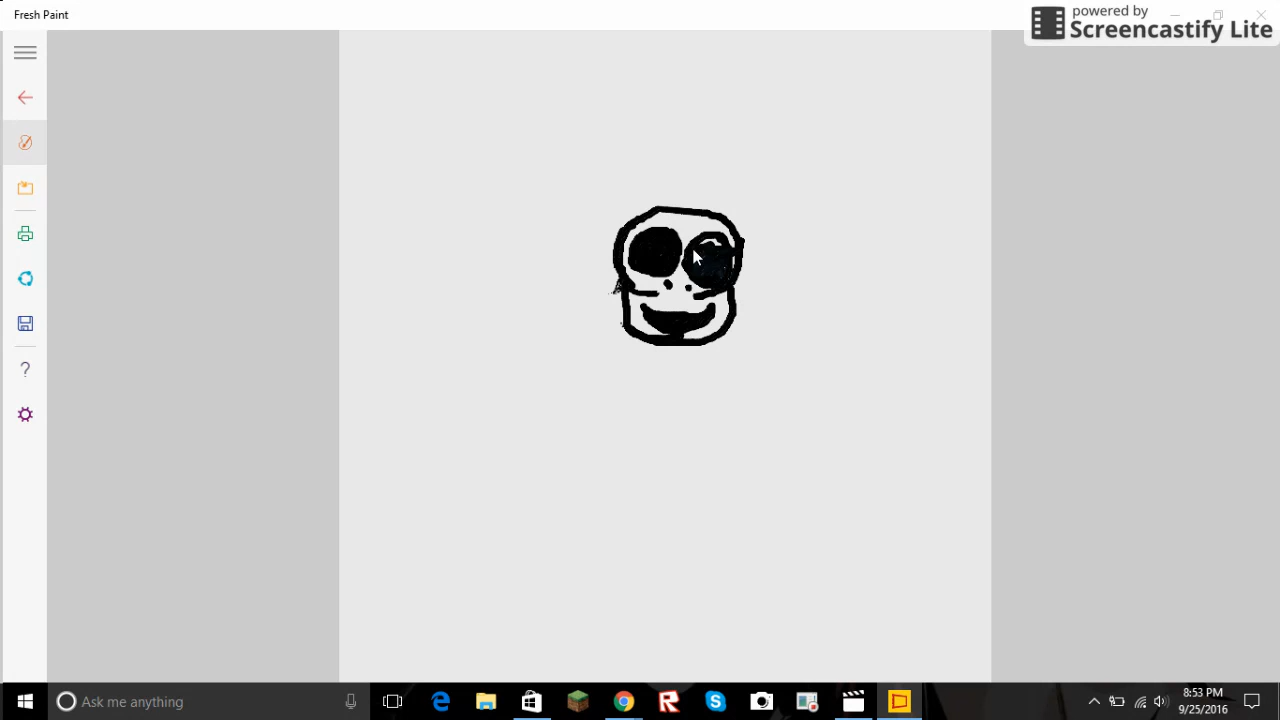 Fresh Paint
powered by
Screencastify Lite
?
Ask me anything
8:53 PM
9/25/2016